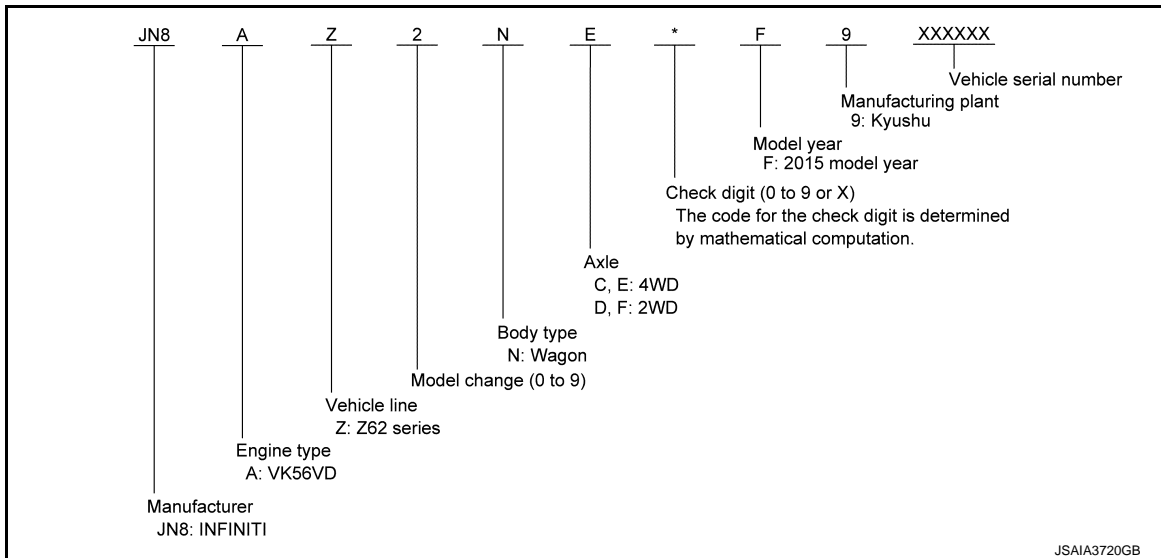 JN8 A Z 2 N E * F 9 XXXXXX
Vehicle serial number
Manufacturing plant
9: Kyushu
Model year
F: 2015 model year
Check digit (0 to 9 or X)
The code for the check digit is determined
by mathematical computation.
Axle
C, E: 4WD
D, F: 2WD
Body type
N: Wagon
Model change (0 to 9)
Vehicle line
Z: Z62 series
Engine type
A: VK56VD
Manufacturer
JN8: INFINITI
JSAIA3720GB